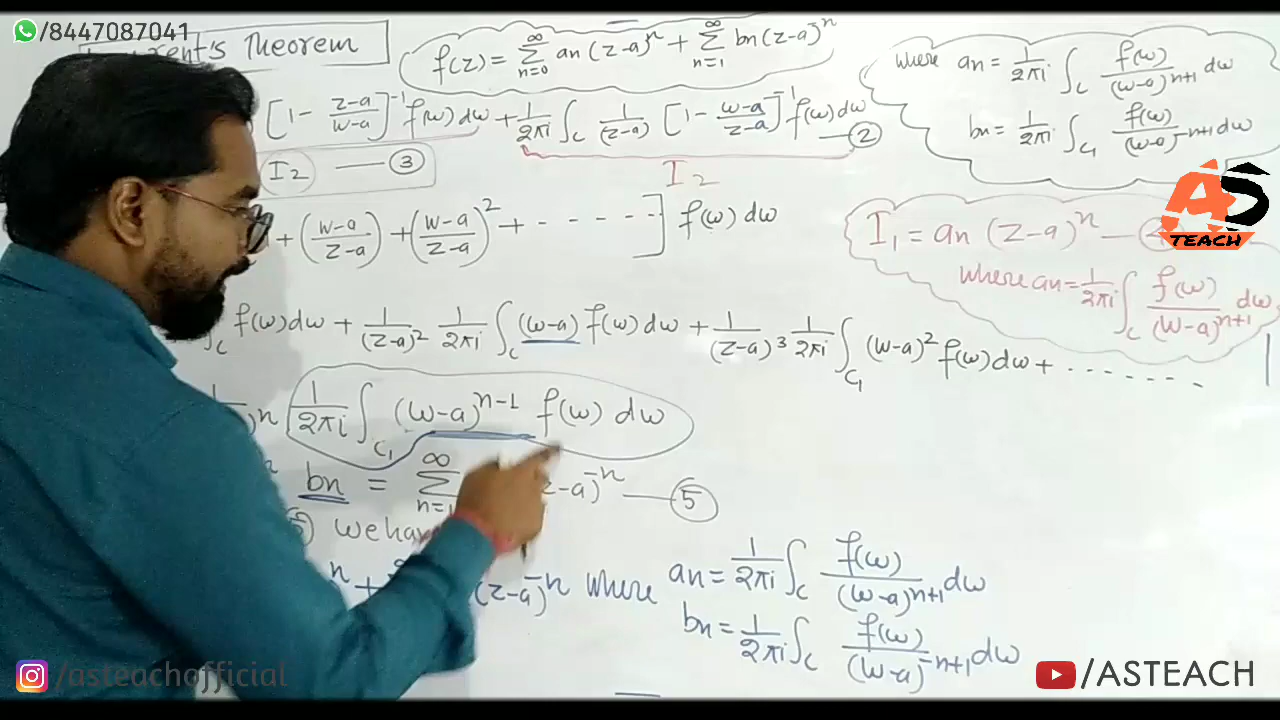 /8447087041
Laurent's Theorem
f(z) = ∑_{n=0}^{∞} an (z-a)^n + ∑_{n=1}^{∞} bn (z-a)^{-n}
where an = 1/2πi ∫_C f(w)/(w-a)^{n+1} dw
bn = 1/2πi ∫_{C1} f(w)/(w-a)^{-n+1} dw
[1 - (z-a)/(w-a)]^{-1} f(w) dw + 1/2πi ∫_C 1/(z-a) [1 - (w-a)/(z-a)]^{-1} f(w) dw — ②
I2 — ③
I2
+ ((w-a)/(z-a)) + ((w-a)/(z-a))^2 + - - - - - ] f(w) dw
I1 = an (z-a)^n —
where an = 1/2πi ∫_C f(w)/(w-a)^{n+1} dw
AS
TEACH
∫_C f(w) dw + 1/(z-a)^2 1/2πi ∫_C (w-a) f(w) dw + 1/(z-a)^3 1/2πi ∫_{C1} (w-a)^2 f(w) dw + .......
n 1/2πi ∫_{C1} (w-a)^{n-1} f(w) dw
bn = ∑_{n=1}^{∞} z-a)^{-n} — ⑤
we have
n + (z-a)^{-n} where an = 1/2πi ∫_C f(w)/(w-a)^{n+1} dw
bn = 1/2πi ∫_C f(w)/(w-a)^{-n+1} dw
/asteachofficial
/ASTEACH